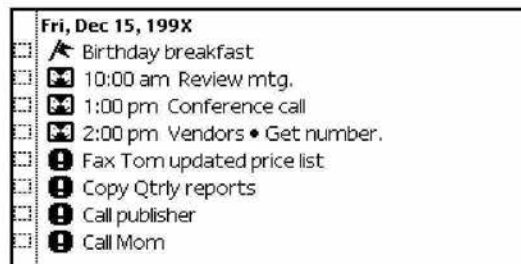 Fri, Dec 15, 199X
Birthday breakfast
10:00 am Review mtg.
1:00 pm Conference call
2:00 pm Vendors • Get number.
Fax Tom updated price list
Copy Qtrly reports
Call publisher
Call Mom